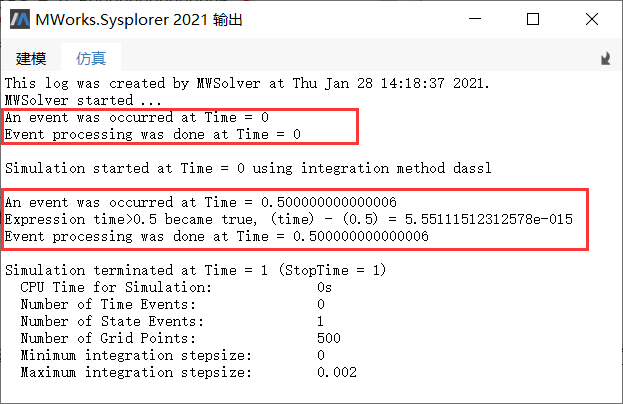 MWorks.Sysplorer 2021 输出
建模 仿真
This log was created by MWSolver at Thu Jan 28 14:18:37 2021.
MWSolver started ...
An event was occurred at Time = 0
Event processing was done at Time = 0
Simulation started at Time = 0 using integration method dassl
An event was occurred at Time = 0.500000000000006
Expression time>0.5 became true, (time) - (0.5) = 5.55111512312578e-015
Event processing was done at Time = 0.500000000000006
Simulation terminated at Time = 1 (StopTime = 1)
CPU Time for Simulation: 0s
Number of Time Events: 0
Number of State Events: 1
Number of Grid Points: 500
Minimum integration stepsize: 0
Maximum integration stepsize: 0.002